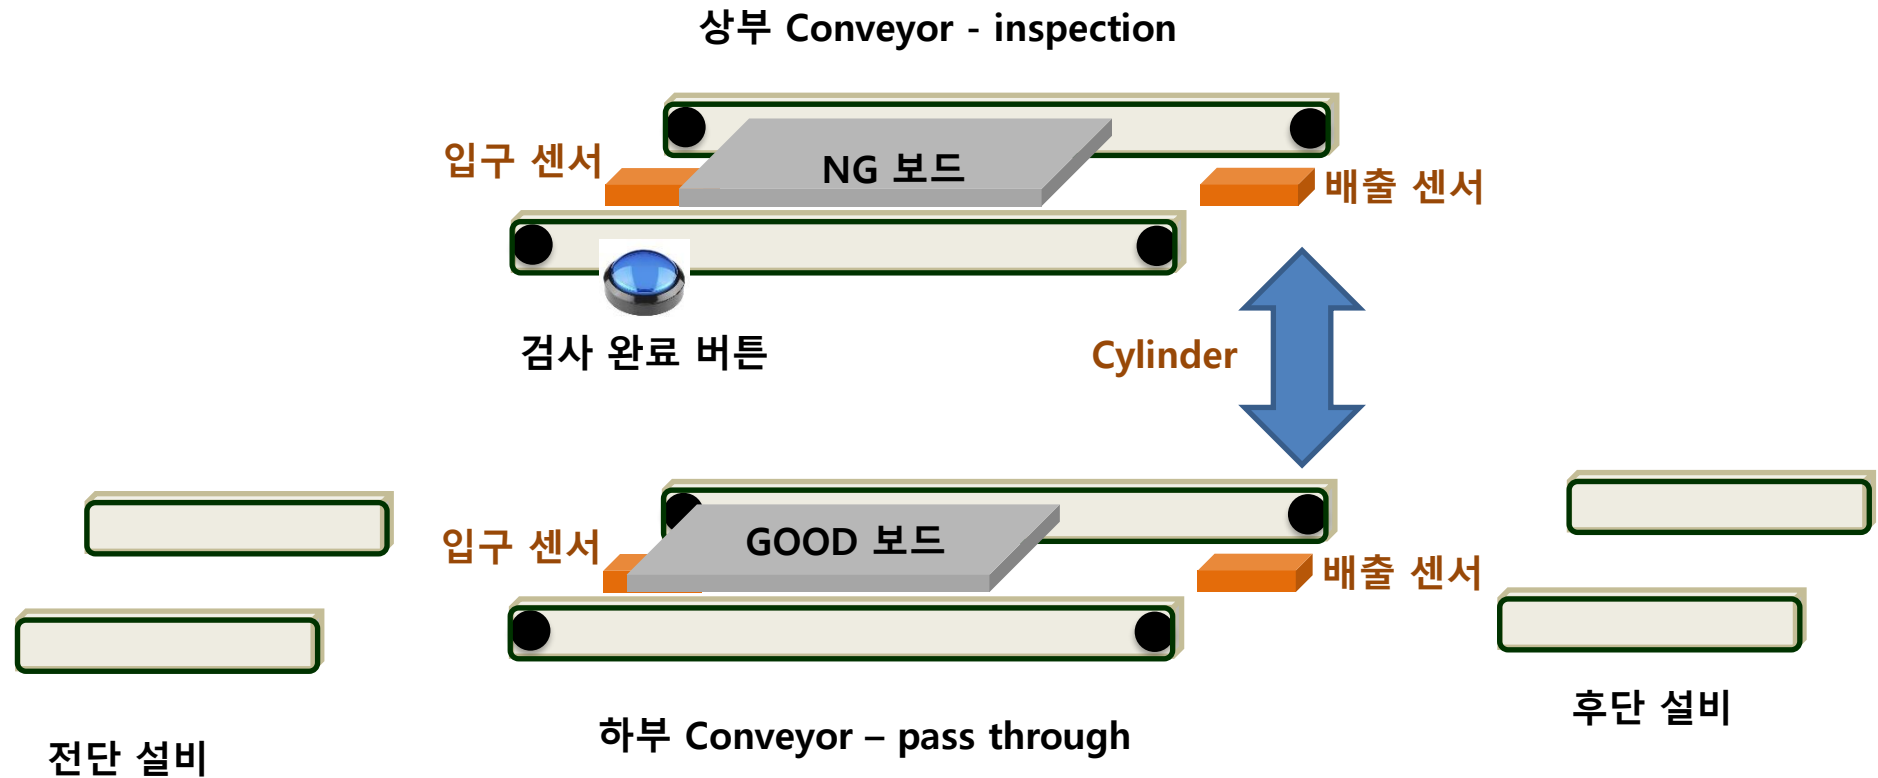 상부 Conveyor - inspection
입구 센서
NG 보드
배출 센서
검사 완료 버튼
Cylinder
입구 센서
GOOD 보드
배출 센서
전단 설비
하부 Conveyor – pass through
후단 설비